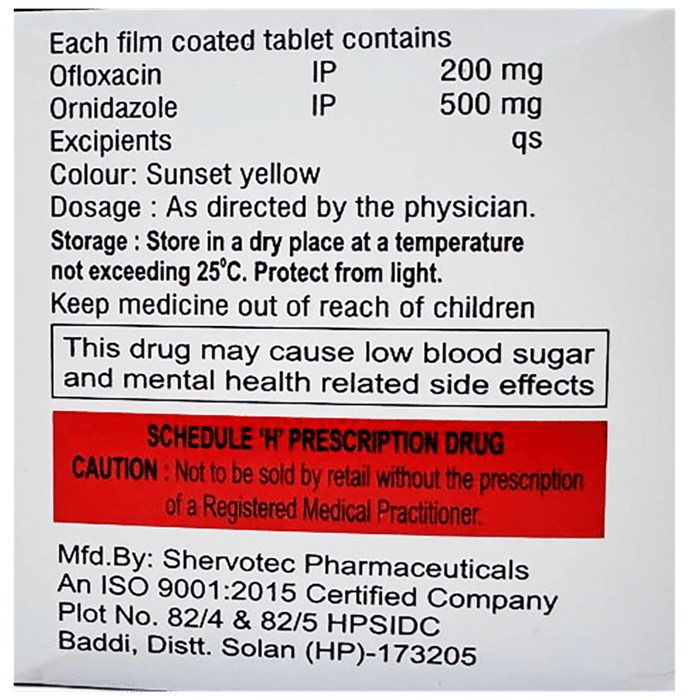 Each film coated tablet contains
Ofloxacin IP 200 mg
Ornidazole IP 500 mg
Excipients qs
Colour: Sunset yellow
Dosage : As directed by the physician.
Storage : Store in a dry place at a temperature
not exceeding 25⁰C. Protect from light.
Keep medicine out of reach of children
This drug may cause low blood sugar
and mental health related side effects
SCHEDULE 'H' PRESCRIPTION DRUG
CAUTION : Not to be sold by retail without the prescription
of a Registered Medical Practitioner.
Mfd.By: Shervotec Pharmaceuticals
An ISO 9001:2015 Certified Company
Plot No. 82/4 & 82/5 HPSIDC
Baddi, Distt. Solan (HP)-173205